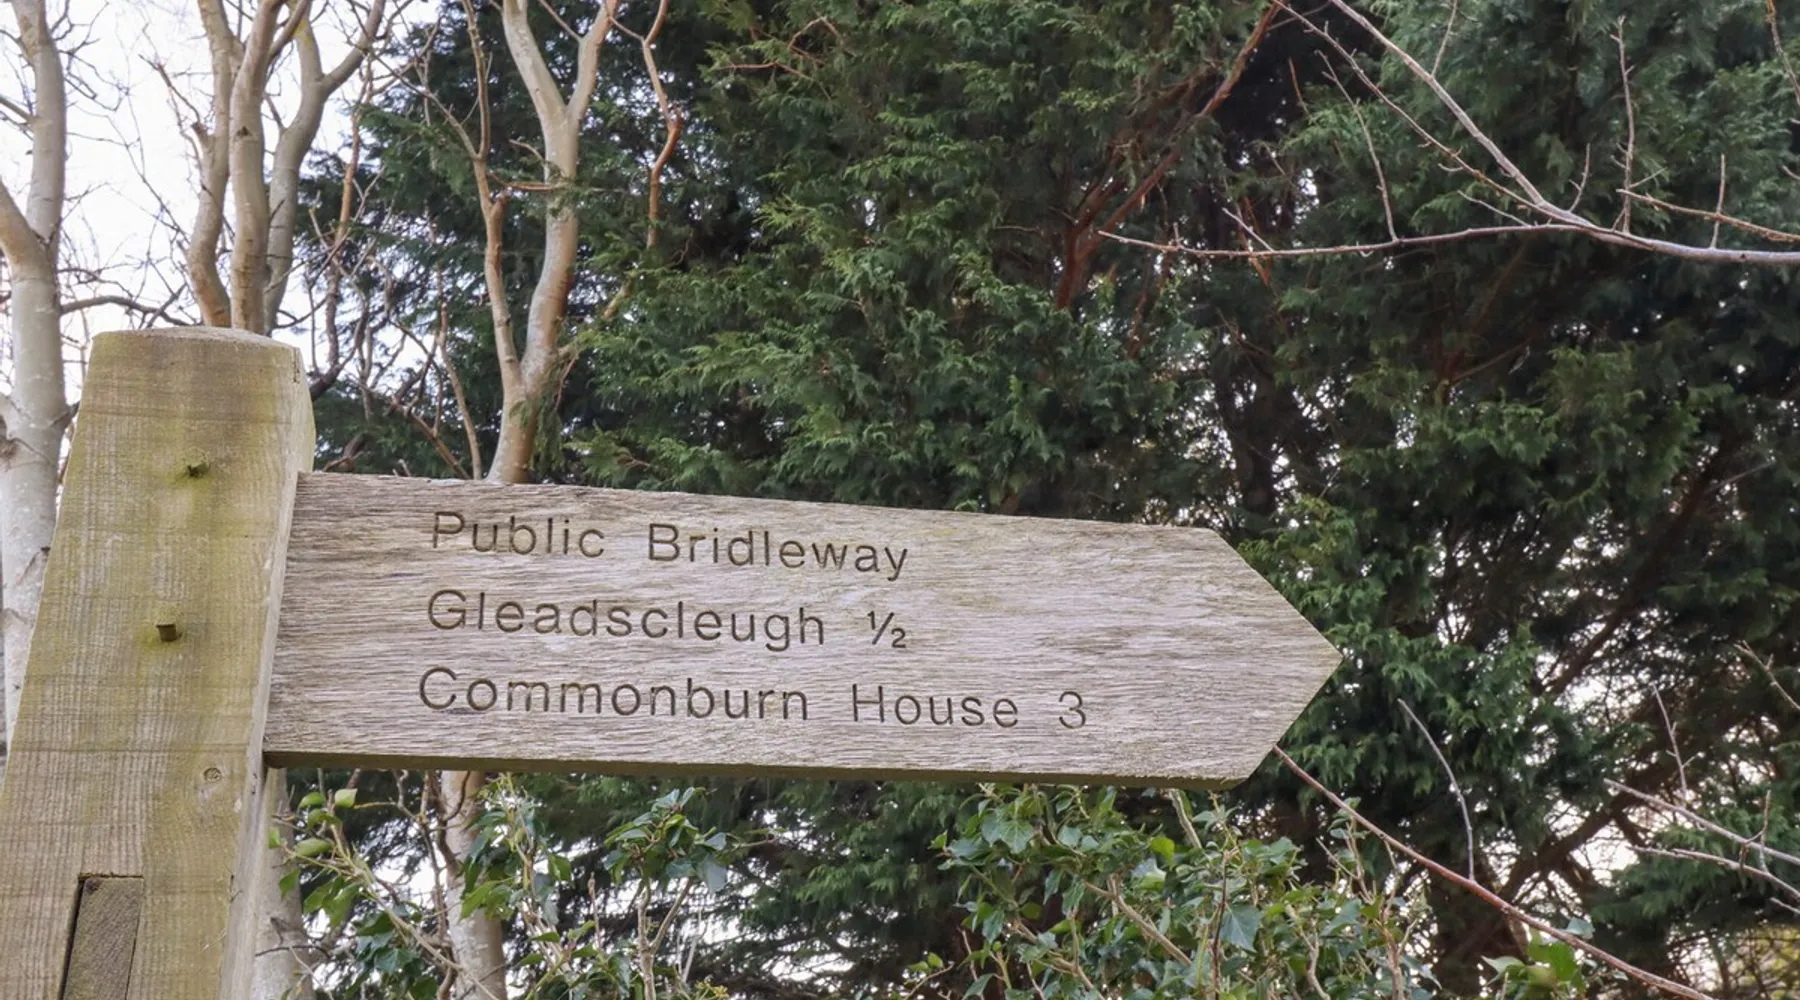 Public Bridleway
Gleadscleugh ½
Commonburn House 3